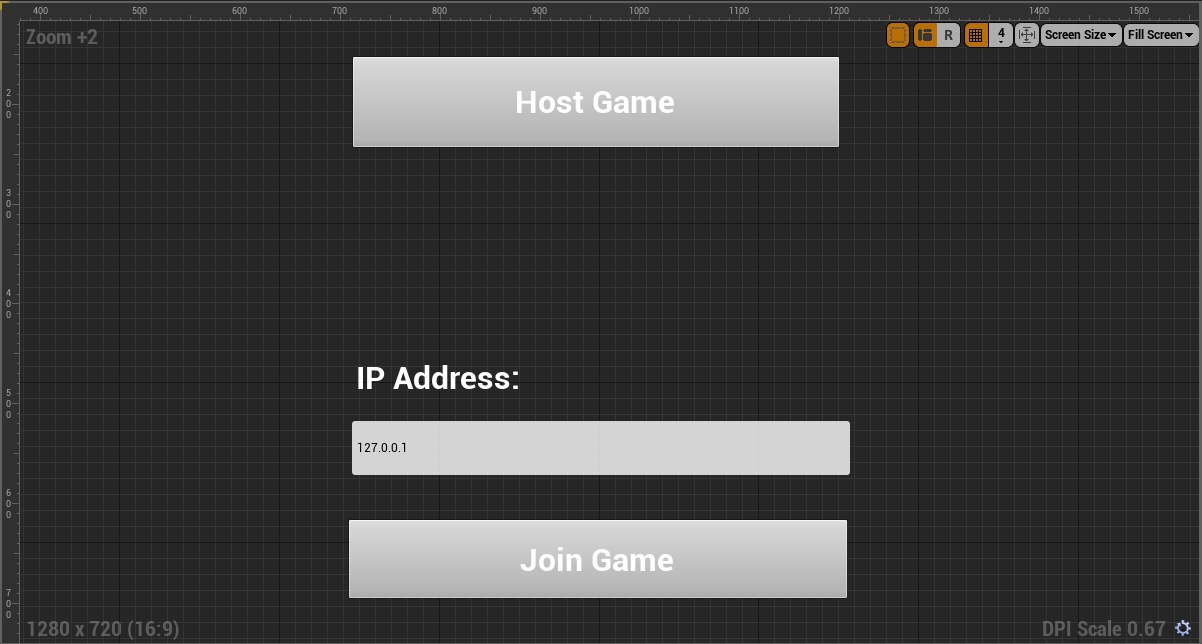 400 500 600 700 800 900 1000 1100 1200 1300 1400 1500
Zoom +2
R
4
Screen Size
Fill Screen
200
Host Game
300
400
IP Address:
500
127.0.0.1
600
Join Game
700
1280 x 720 (16:9)
DPI Scale 0.67